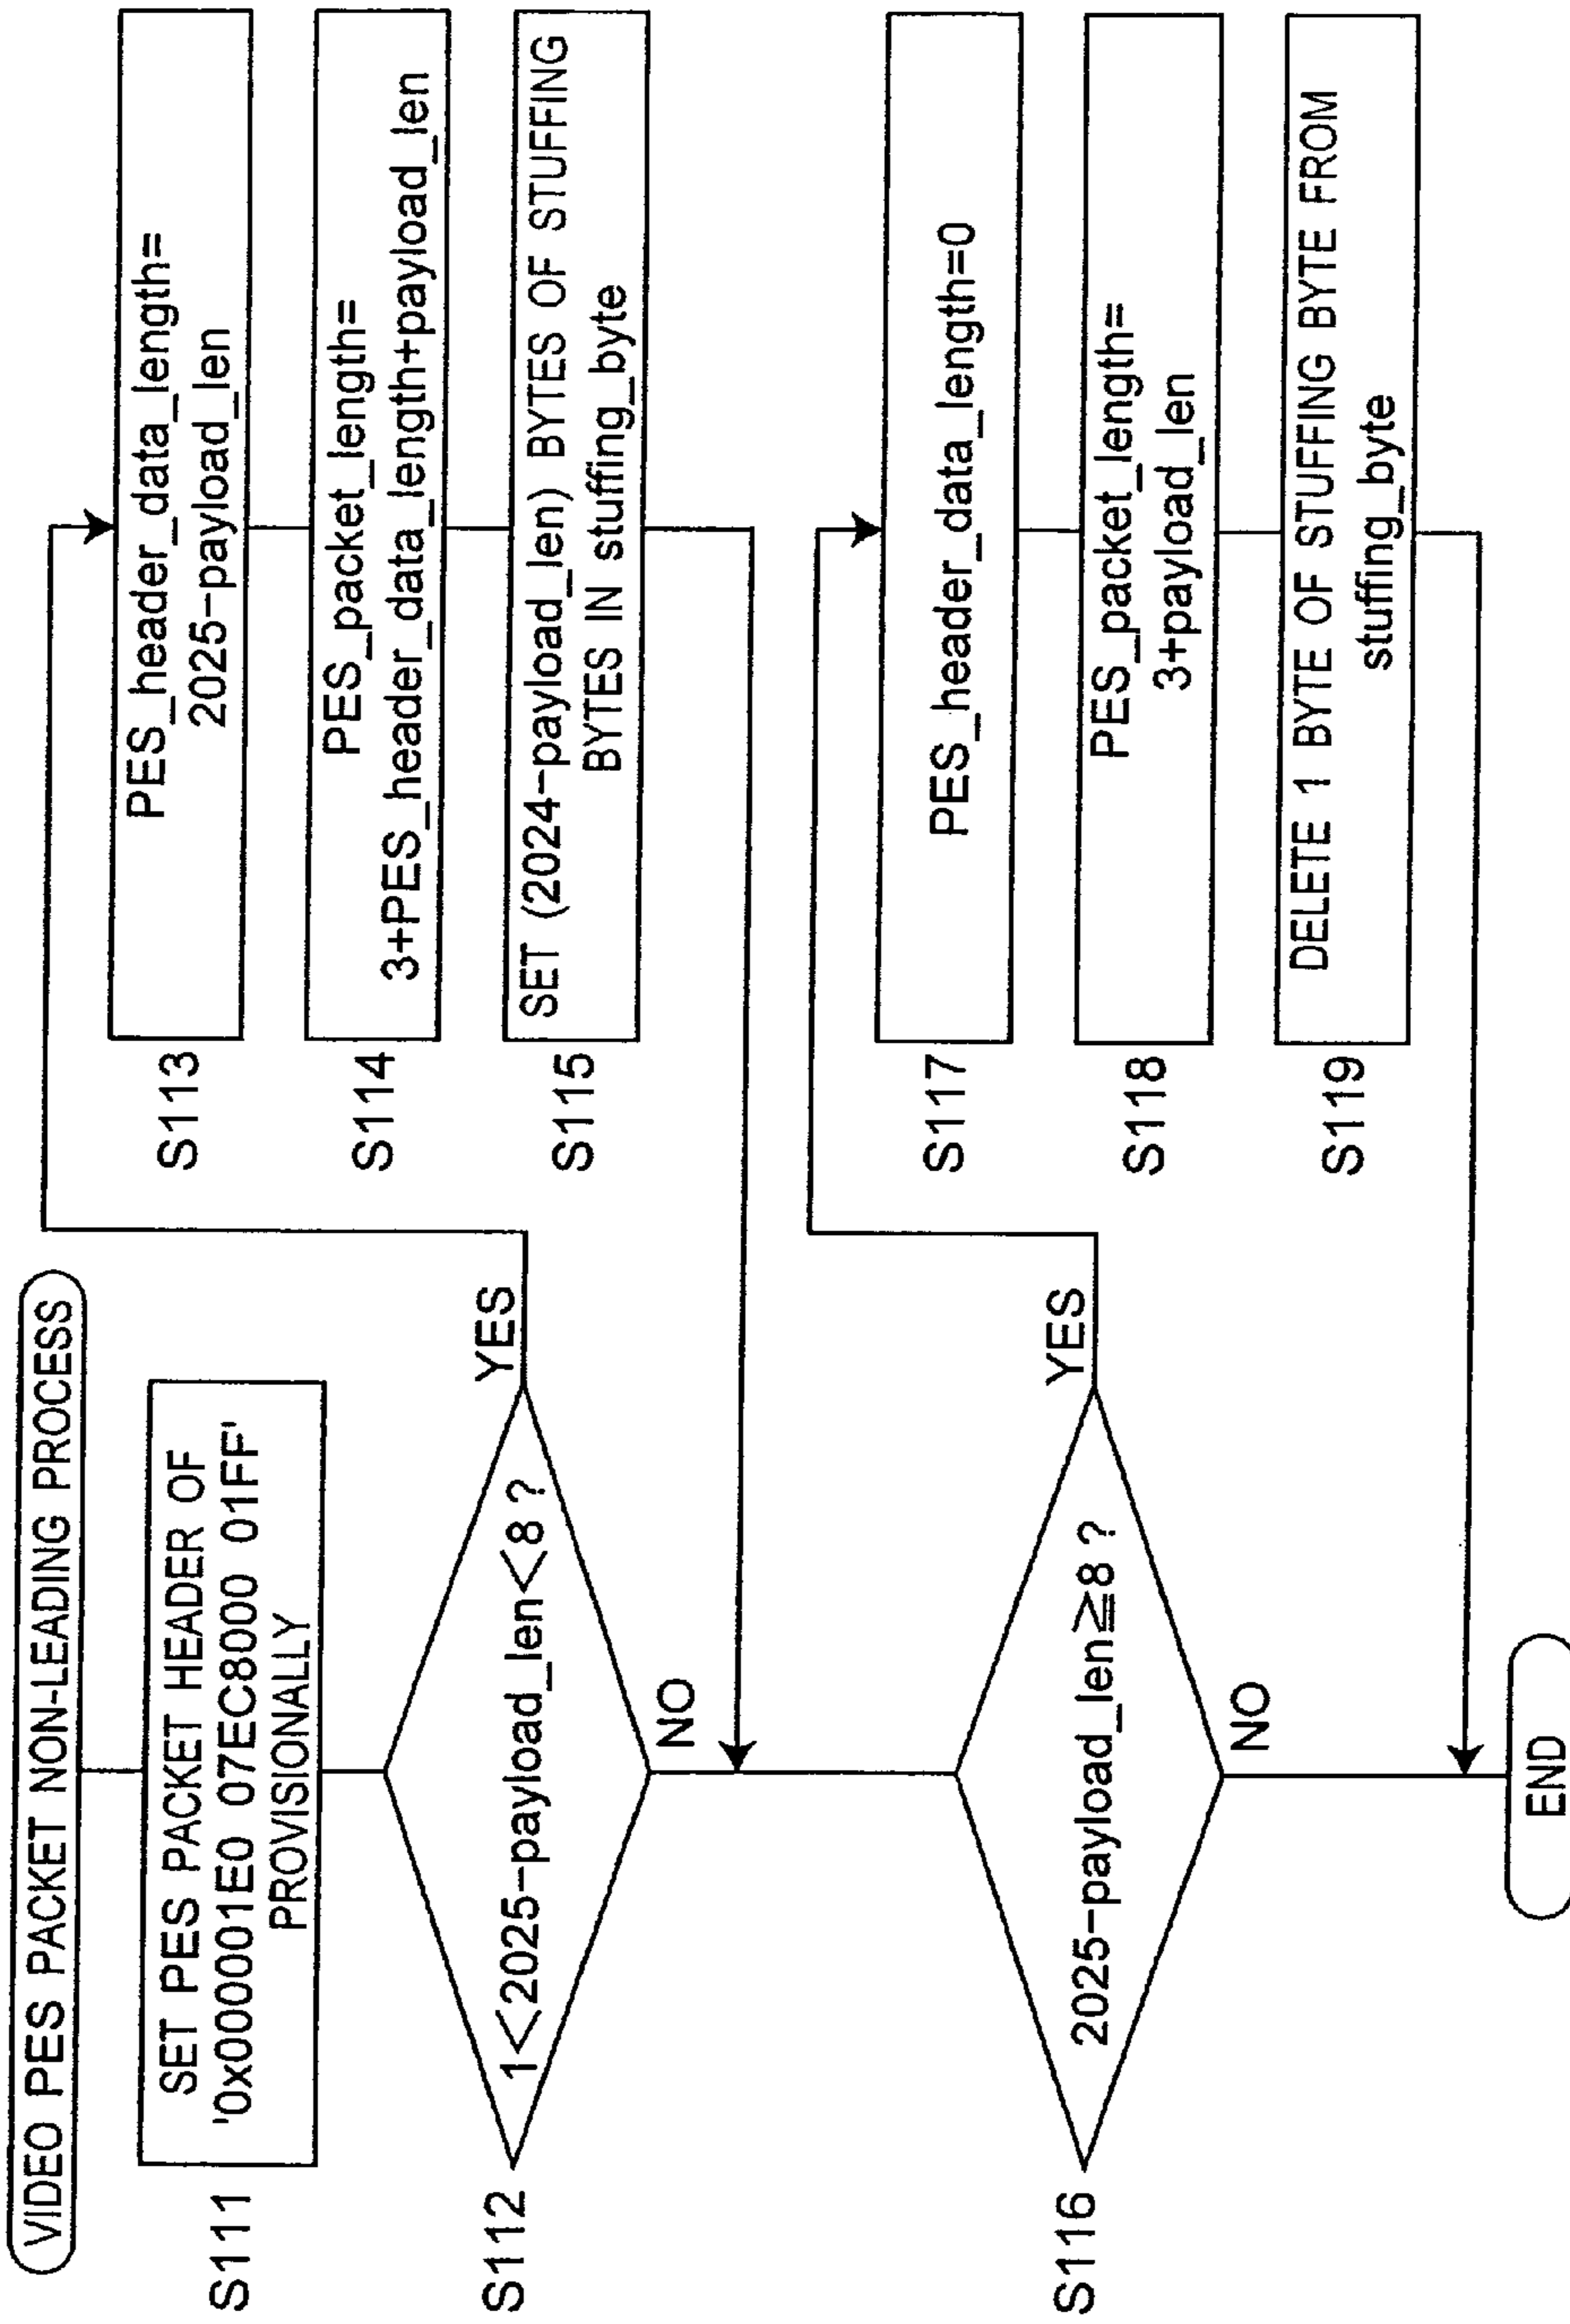 VIDEO PES PACKET NON-LEADING PROCESS
S111
SET PES PACKET HEADER OF
'0x000001E0 07EC8000 01FF'
PROVISIONALLY
S112
1<2025-payload_len<8 ?
YES
NO
S113
PES_header_data_length=
2025-payload_len
S114
PES_packet_length=
3+PES_header_data_length+payload_len
S115
SET (2024-payload_len) BYTES OF STUFFING
BYTES IN stuffing_byte
S116
2025-payload_len≧8 ?
YES
NO
S117
PES_header_data_length=0
S118
PES_packet_length=
3+payload_len
S119
DELETE 1 BYTE OF STUFFING BYTE FROM
stuffing_byte
END